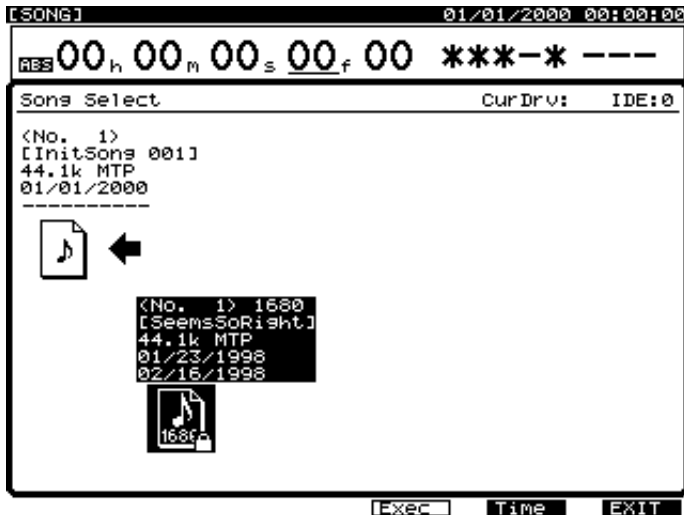 [SONG] 01/01/2000 00:00:00
ABS 00h 00m 00s 00f 00 ***-* ---
Song Select CurDrv: IDE:0
<No. 1>
[InitSong 001]
44.1k MTP
01/01/2000
----------
<No. 1> 1680
[SeemsSoRight]
44.1k MTP
01/23/1998
02/16/1998
1680
Exec Time EXIT